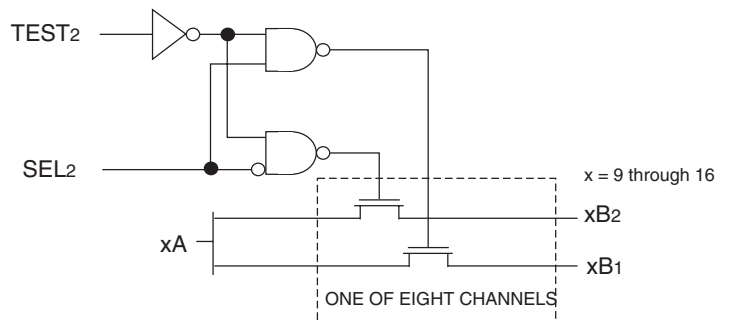 TEST2
SEL2
x = 9 through 16
xB2
xA
xB1
ONE OF EIGHT CHANNELS